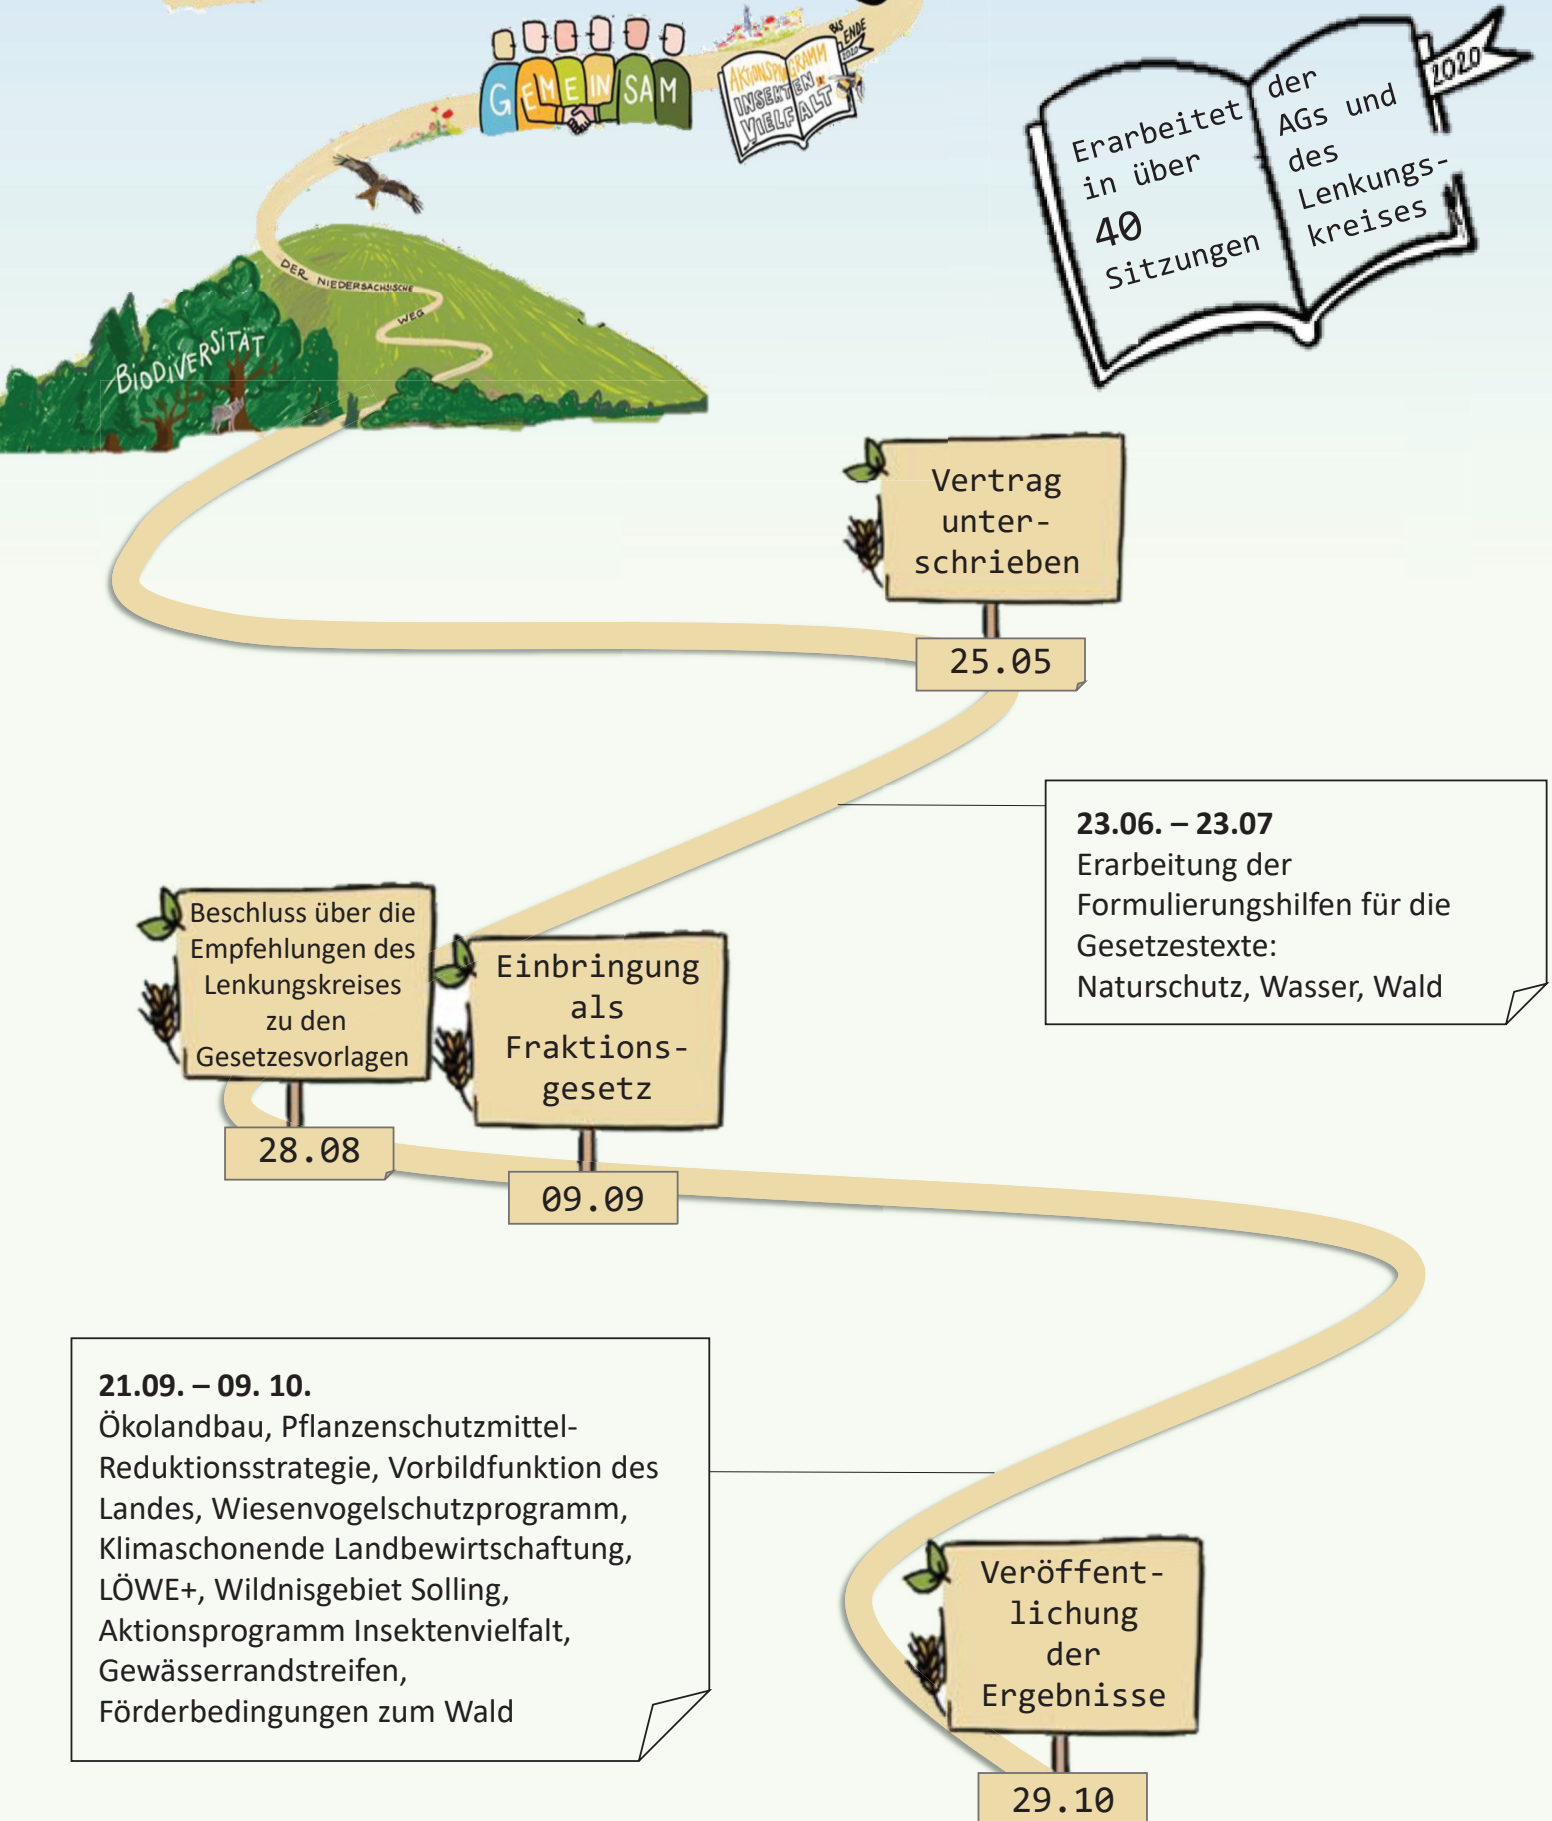 GEMEINSAM
AKTIONSPROGRAMM
INSEKTEN
VIELFALT
BIS
ENDE
2020
Erarbeitet
in über
40
Sitzungen
der
AGs und
des
Lenkungs-
kreises
2020
DER NIEDERSÄCHSISCHE
WEG
BIODIVERSITÄT
Vertrag
unter-
schrieben
25.05
23.06. – 23.07
Erarbeitung der
Formulierungshilfen für die
Gesetzestexte:
Naturschutz, Wasser, Wald
Beschluss über die
Empfehlungen des
Lenkungskreises
zu den
Gesetzesvorlagen
28.08
Einbringung
als
Fraktions-
gesetz
09.09
21.09. – 09. 10.
Ökolandbau, Pflanzenschutzmittel-
Reduktionsstrategie, Vorbildfunktion des
Landes, Wiesenvogelschutzprogramm,
Klimaschonende Landbewirtschaftung,
LÖWE+, Wildnisgebiet Solling,
Aktionsprogramm Insektenvielfalt,
Gewässerrandstreifen,
Förderbedingungen zum Wald
Veröffent-
lichung
der
Ergebnisse
29.10